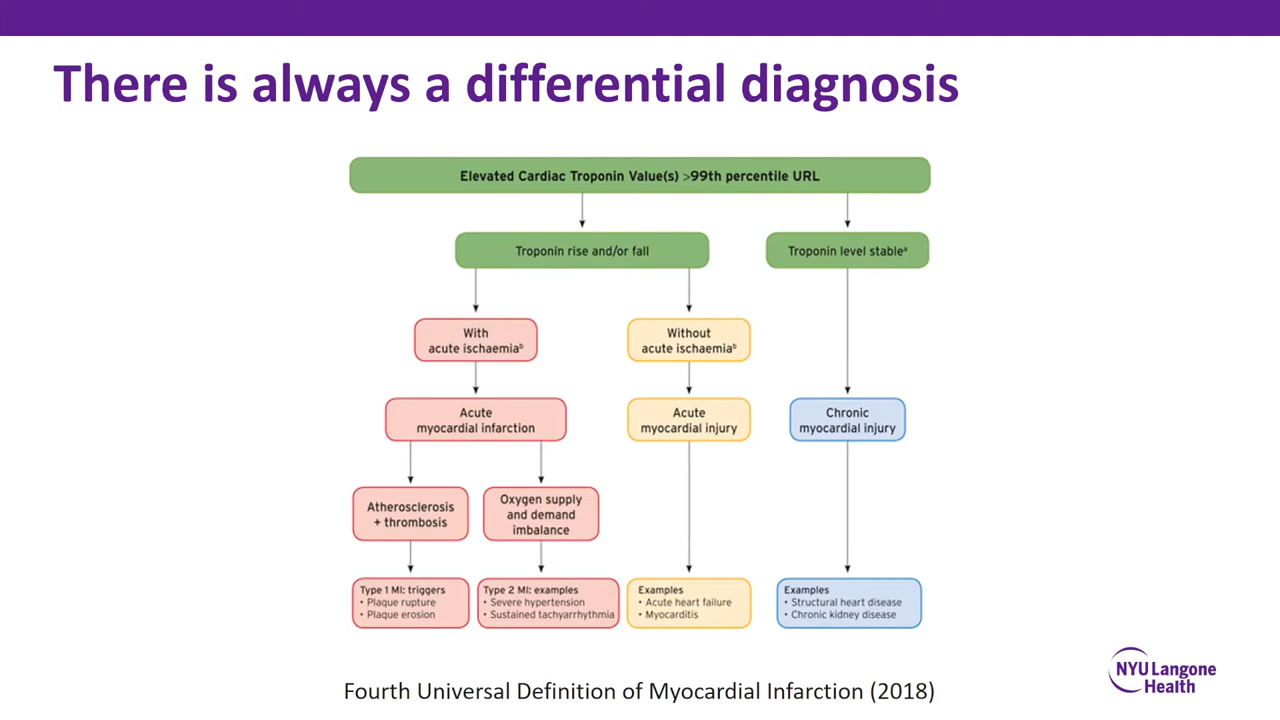 There is always a differential diagnosis
Elevated Cardiac Troponin Value(s) >99th percentile URL
Troponin rise and/or fall
Troponin level stableᵃ
With
acute ischaemiaᵇ
Without
acute ischaemiaᵇ
Acute
myocardial infarction
Acute
myocardial injury
Chronic
myocardial injury
Atherosclerosis
+ thrombosis
Oxygen supply
and demand
imbalance
Type 1 MI: triggers
• Plaque rupture
• Plaque erosion
Type 2 MI: examples
• Severe hypertension
• Sustained tachyarrhythmia
Examples
• Acute heart failure
• Myocarditis
Examples
• Structural heart disease
• Chronic kidney disease
Fourth Universal Definition of Myocardial Infarction (2018)
NYU Langone
Health